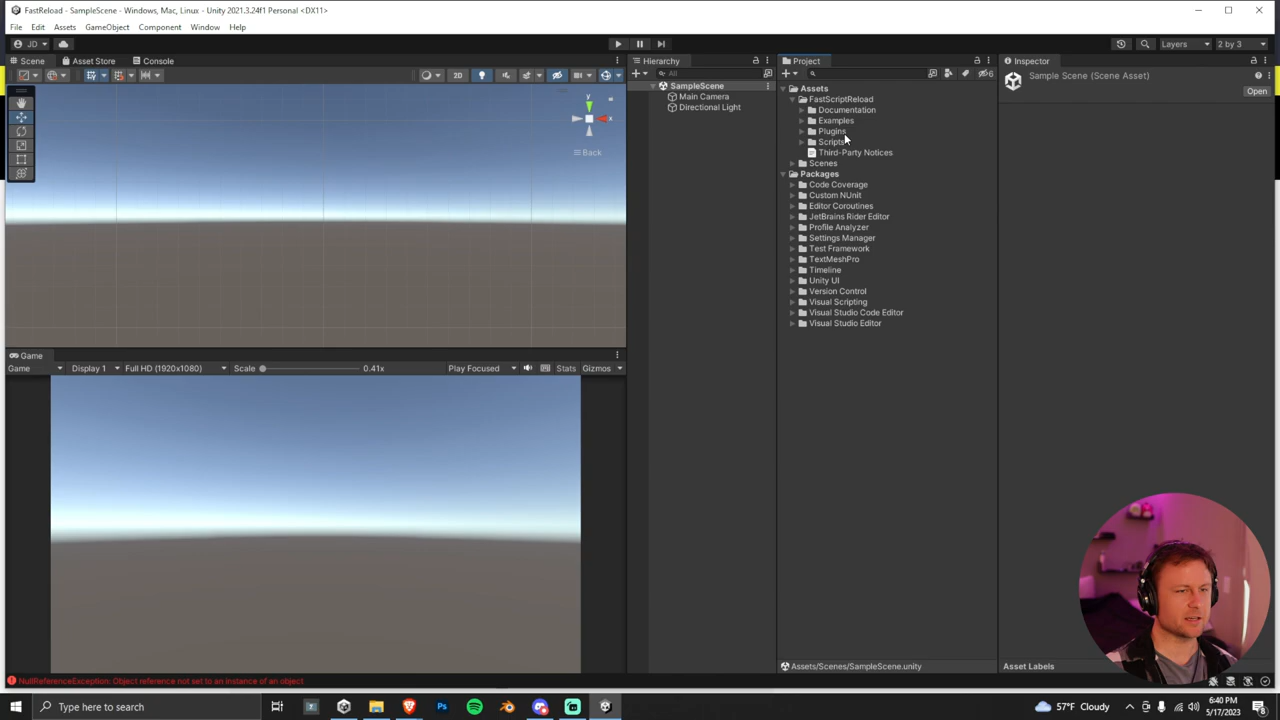 FastReload - SampleScene - Windows, Mac, Linux - Unity 2021.3.24f1 Personal <DX11>
File Edit Assets GameObject Component Window Help
JD Layers 2 by 3
Scene Asset Store Console
2D
y
x
Back
Game
Game Display 1 Full HD (1920x1080) Scale 0.41x Play Focused Stats Gizmos
Hierarchy
All
SampleScene
Main Camera
Directional Light
Project
6
Assets
FastScriptReload
Documentation
Examples
Plugins
Scripts
Third-Party Notices
Scenes
Packages
Code Coverage
Custom NUnit
Editor Coroutines
JetBrains Rider Editor
Profile Analyzer
Settings Manager
Test Framework
TextMeshPro
Timeline
Unity UI
Version Control
Visual Scripting
Visual Studio Code Editor
Visual Studio Editor
Assets/Scenes/SampleScene.unity
Inspector
Sample Scene (Scene Asset)
Open
Asset Labels
NullReferenceException: Object reference not set to an instance of an object
Type here to search
57°F Cloudy
6:40 PM
5/17/2023
8